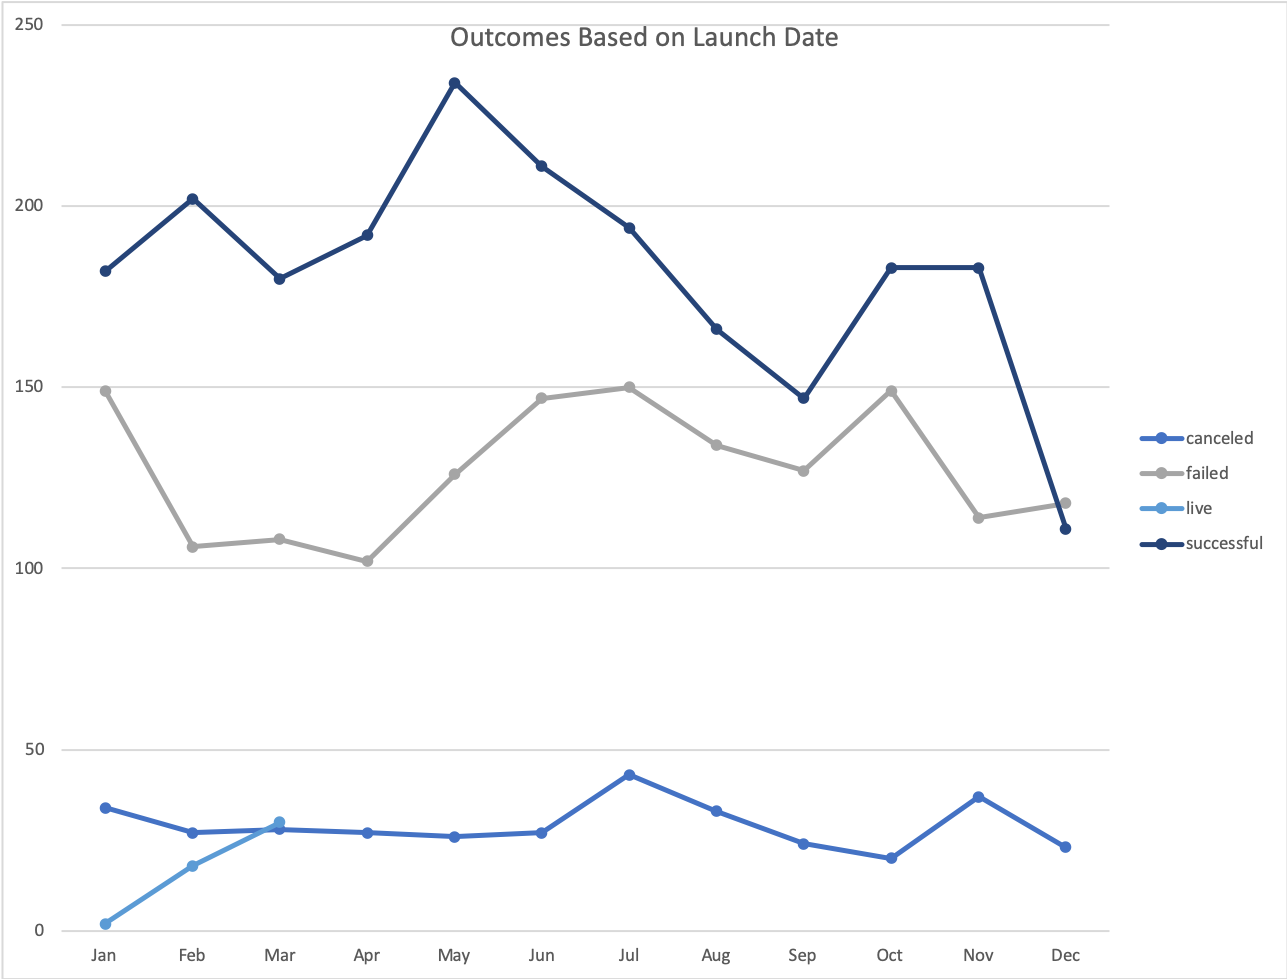 Outcomes Based on Launch Date
250
200
150
100
50
0
Jan Feb Mar Apr May Jun Jul Aug Sep Oct Nov Dec
canceled
failed
live
successful